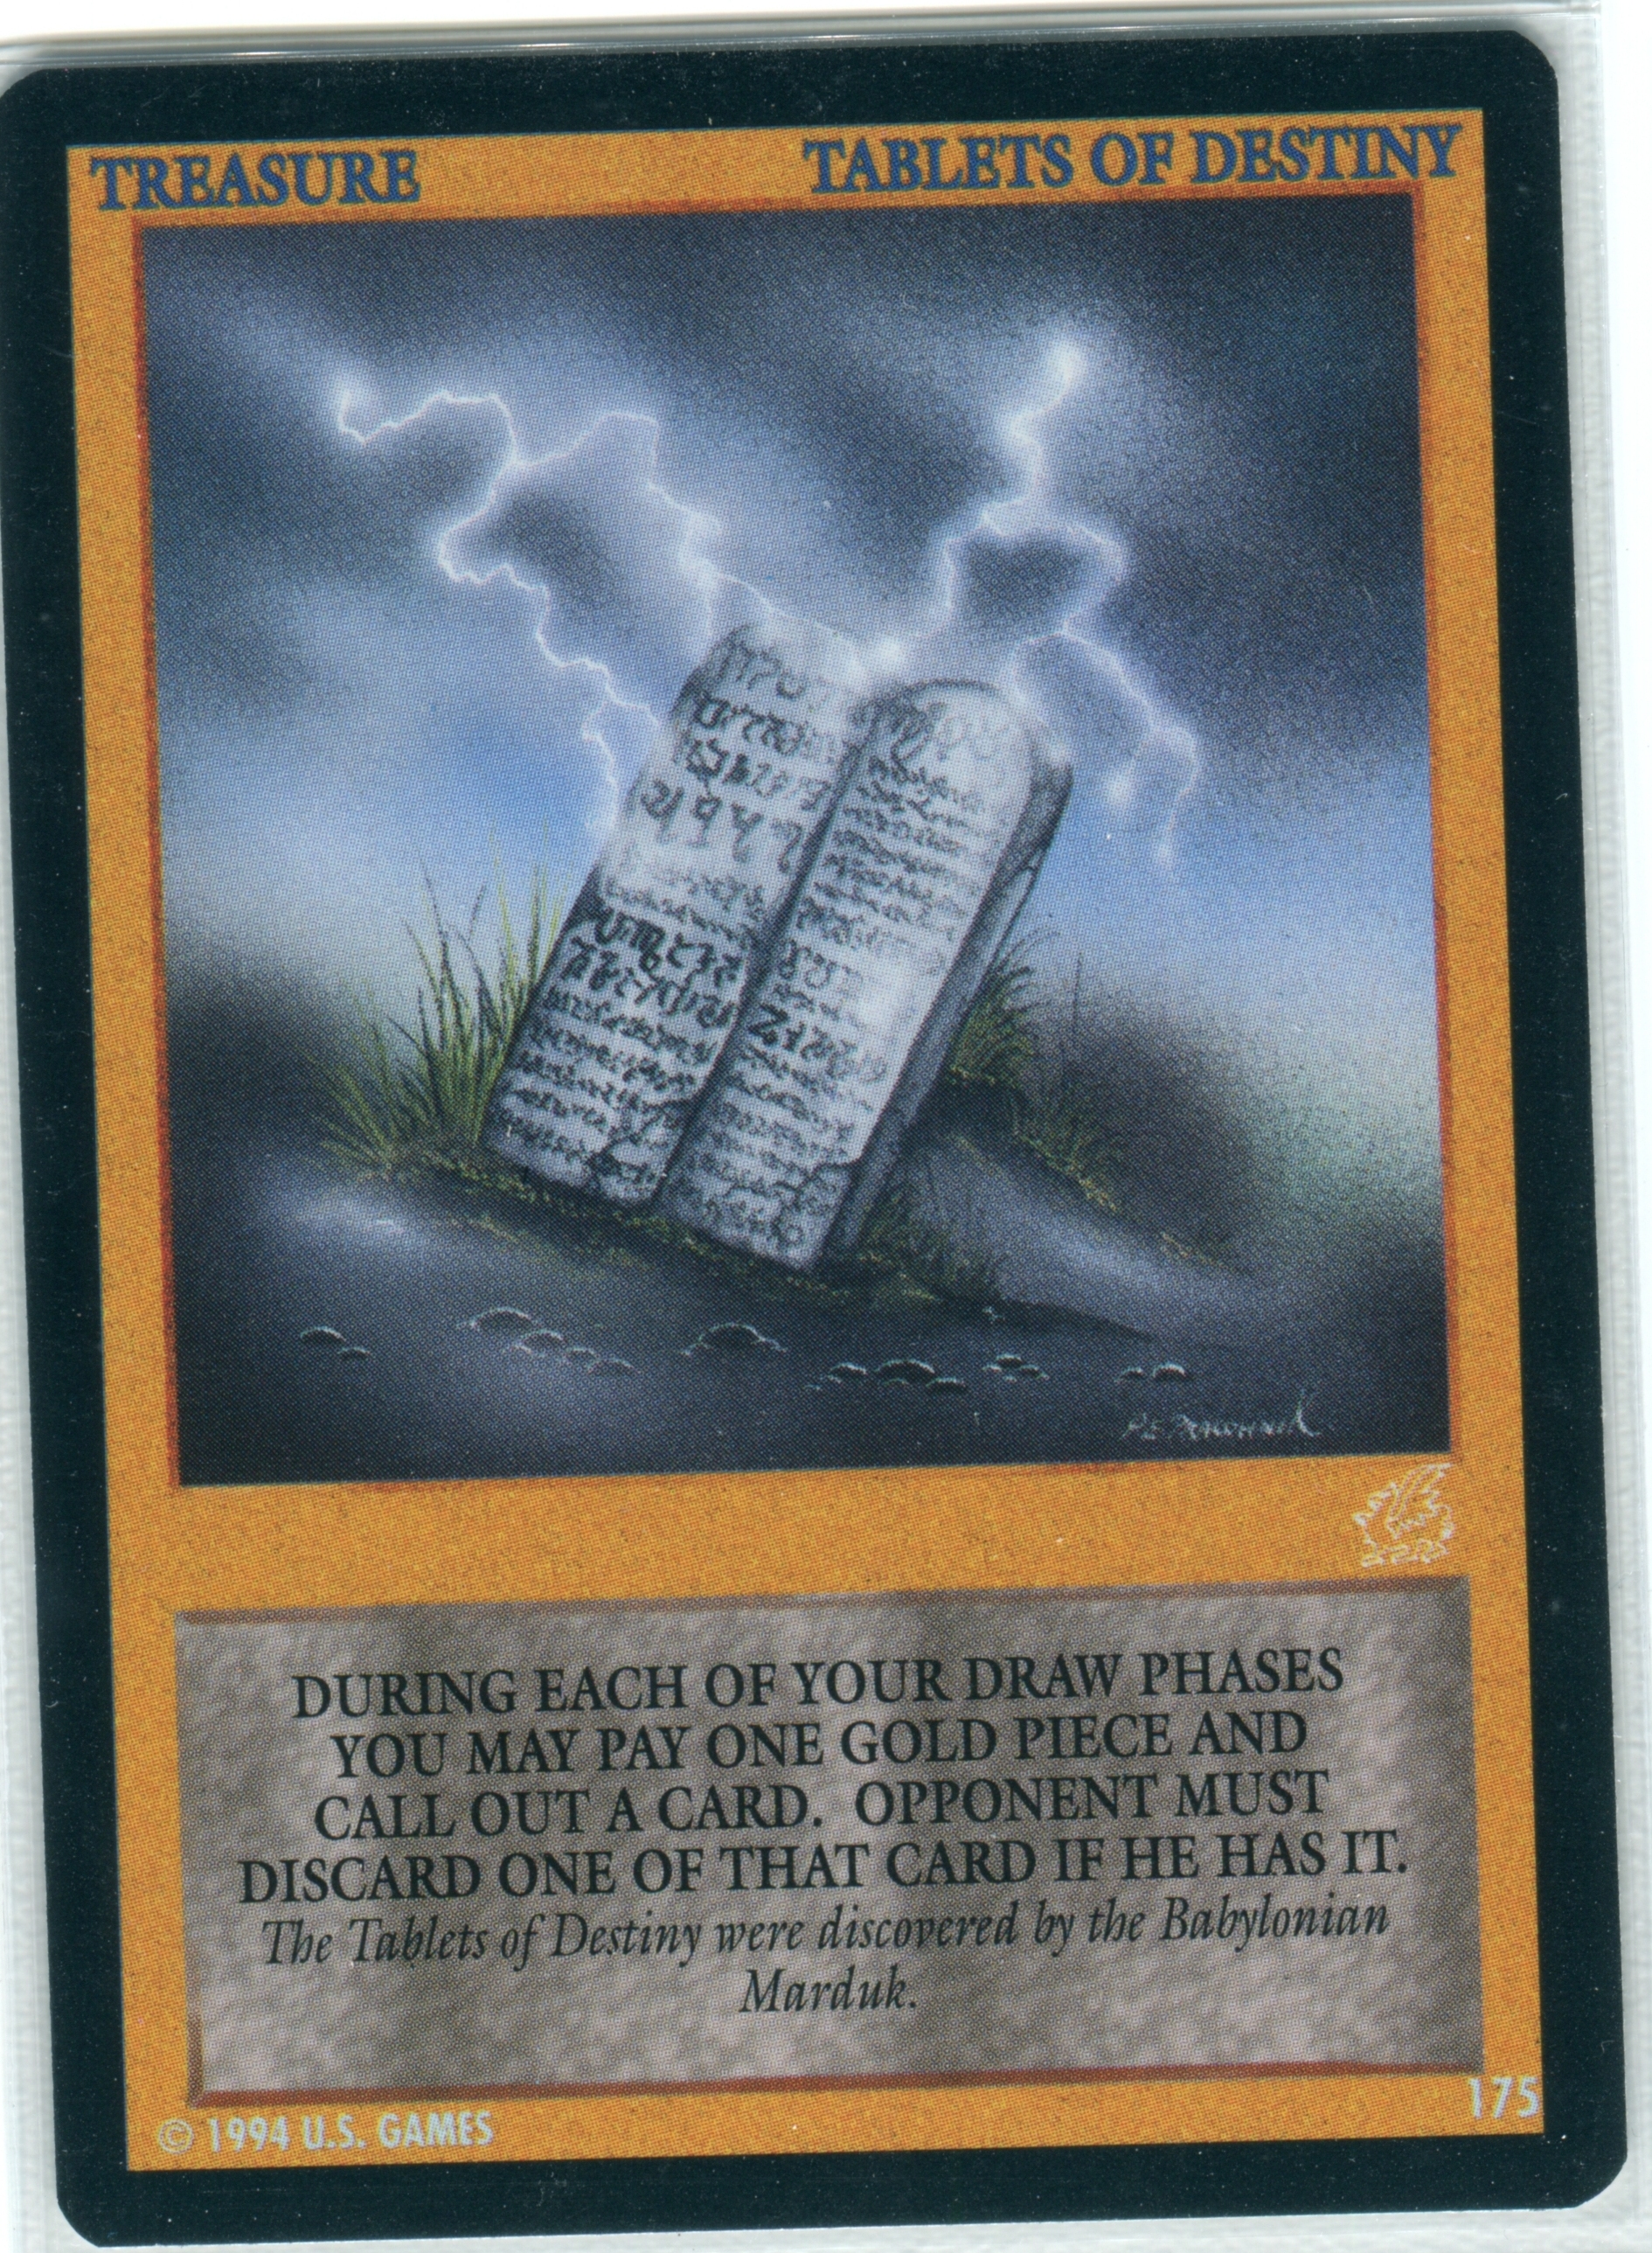 TREASURE
TABLETS OF DESTINY
DURING EACH OF YOUR DRAW PHASES
YOU MAY PAY ONE GOLD PIECE AND
CALL OUT A CARD.  OPPONENT MUST
DISCARD ONE OF THAT CARD IF HE HAS IT.
The Tablets of Destiny were discovered by the Babylonian
Marduk.
175
© 1994 U.S. GAMES